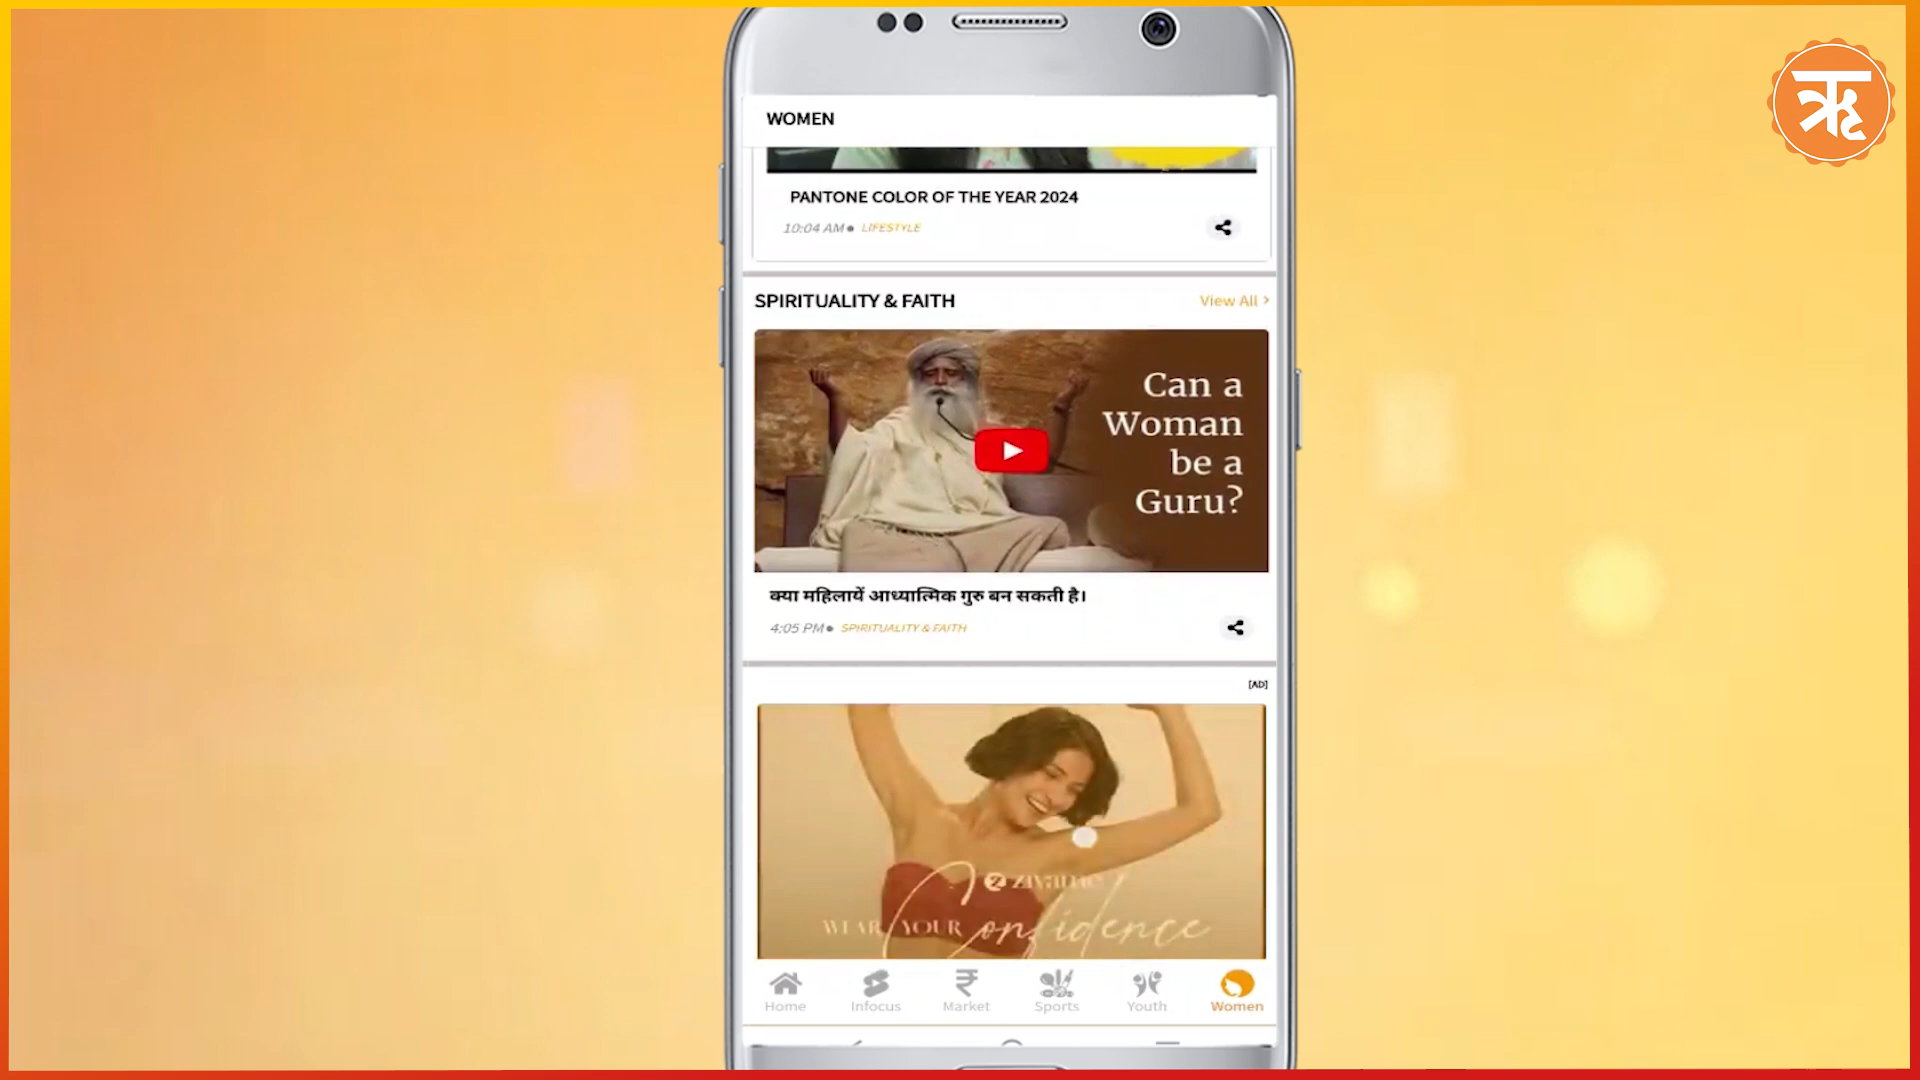 ऋ
WOMEN
PANTONE COLOR OF THE YEAR 2024
10:04 AM● LIFESTYLE
SPIRITUALITY & FAITH
View All >
Can a
Woman
be a
Guru?
क्या महिलायें आध्यात्मिक गुरु बन सकती है।
4:05 PM● SPIRITUALITY & FAITH
[AD]
zivame
WEAR YOUR Confidence
Home
Infocus
Market
Sports
Youth
Women